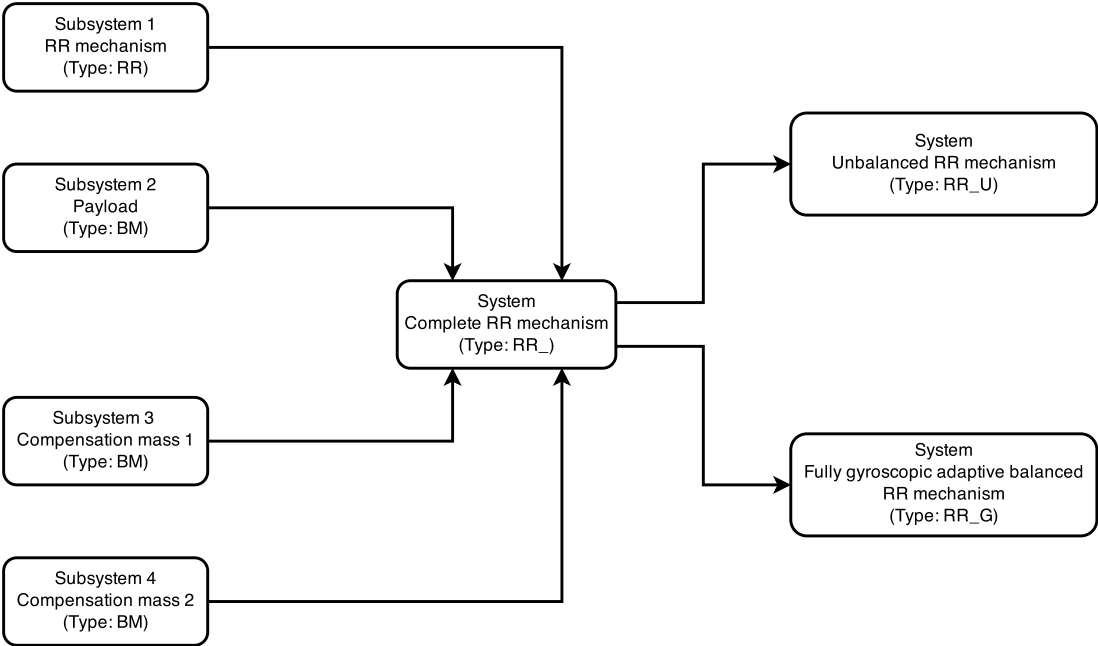 Subsystem 1
RR mechanism
(Type: RR)
Subsystem 2
Payload
(Type: BM)
Subsystem 3
Compensation mass 1
(Type: BM)
Subsystem 4
Compensation mass 2
(Type: BM)
System
Complete RR mechanism
(Type: RR_)
System
Unbalanced RR mechanism
(Type: RR_U)
System
Fully gyroscopic adaptive balanced
RR mechanism
(Type: RR_G)